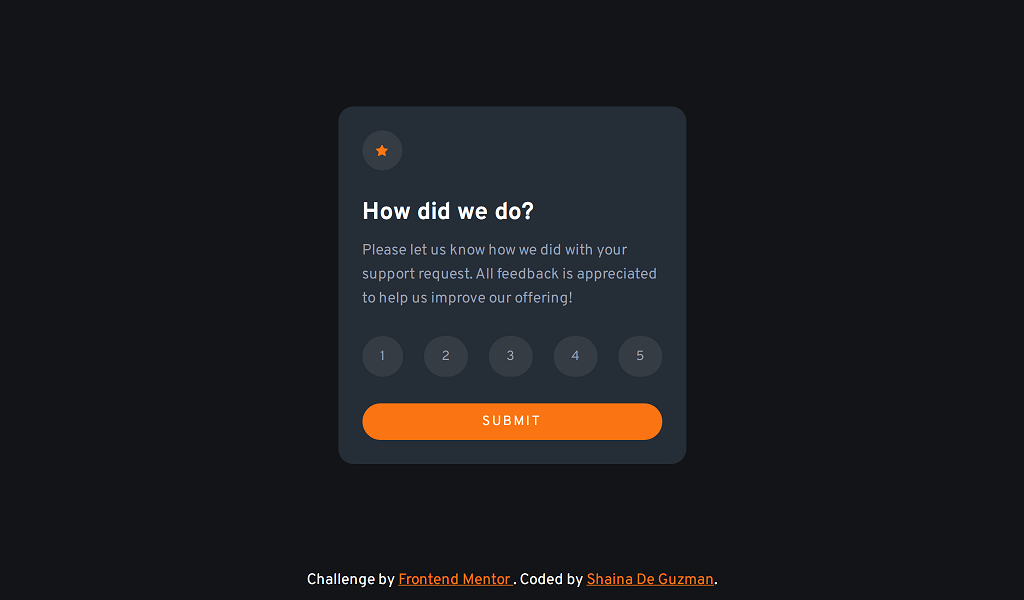 How did we do?
Please let us know how we did with your
support request. All feedback is appreciated
to help us improve our offering!
1 2 3 4 5
SUBMIT
Challenge by Frontend Mentor . Coded by Shaina De Guzman.